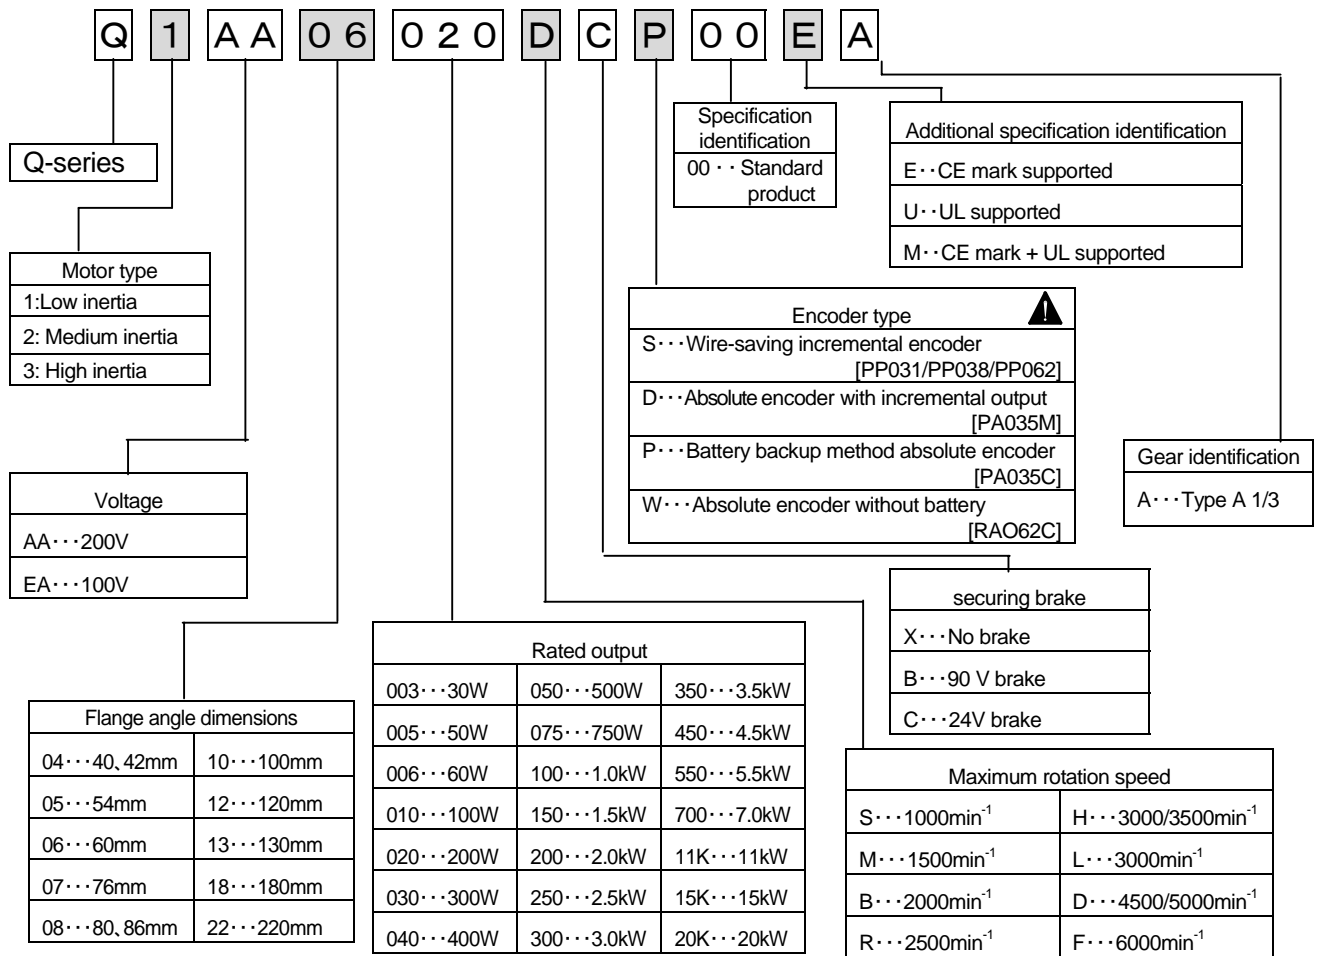 Q 1 AA 06 020 D C P 00 E A
Q-series
Specification
identification
00‥Standard
product
Additional specification identification
E‥CE mark supported
U‥UL supported
M‥CE mark + UL supported
Motor type
1:Low inertia
2: Medium inertia
3: High inertia
Encoder type
S···Wire-saving incremental encoder
[PP031/PP038/PP062]
D···Absolute encoder with incremental output
[PA035M]
P···Battery backup method absolute encoder
[PA035C]
W···Absolute encoder without battery
[RAO62C]
Gear identification
A···Type A 1/3
Voltage
AA···200V
EA···100V
securing brake
X···No brake
B···90 V brake
C···24V brake
Flange angle dimensions
04···40、42mm 10···100mm
05···54mm 12···120mm
06···60mm 13···130mm
07···76mm 18···180mm
08···80、86mm 22···220mm
Rated output
003···30W 050···500W 350···3.5kW
005···50W 075···750W 450···4.5kW
006···60W 100···1.0kW 550···5.5kW
010···100W 150···1.5kW 700···7.0kW
020···200W 200···2.0kW 11K···11kW
030···300W 250···2.5kW 15K···15kW
040···400W 300···3.0kW 20K···20kW
Maximum rotation speed
S···1000min⁻¹ H···3000/3500min⁻¹
M···1500min⁻¹ L···3000min⁻¹
B···2000min⁻¹ D···4500/5000min⁻¹
R···2500min⁻¹ F···6000min⁻¹